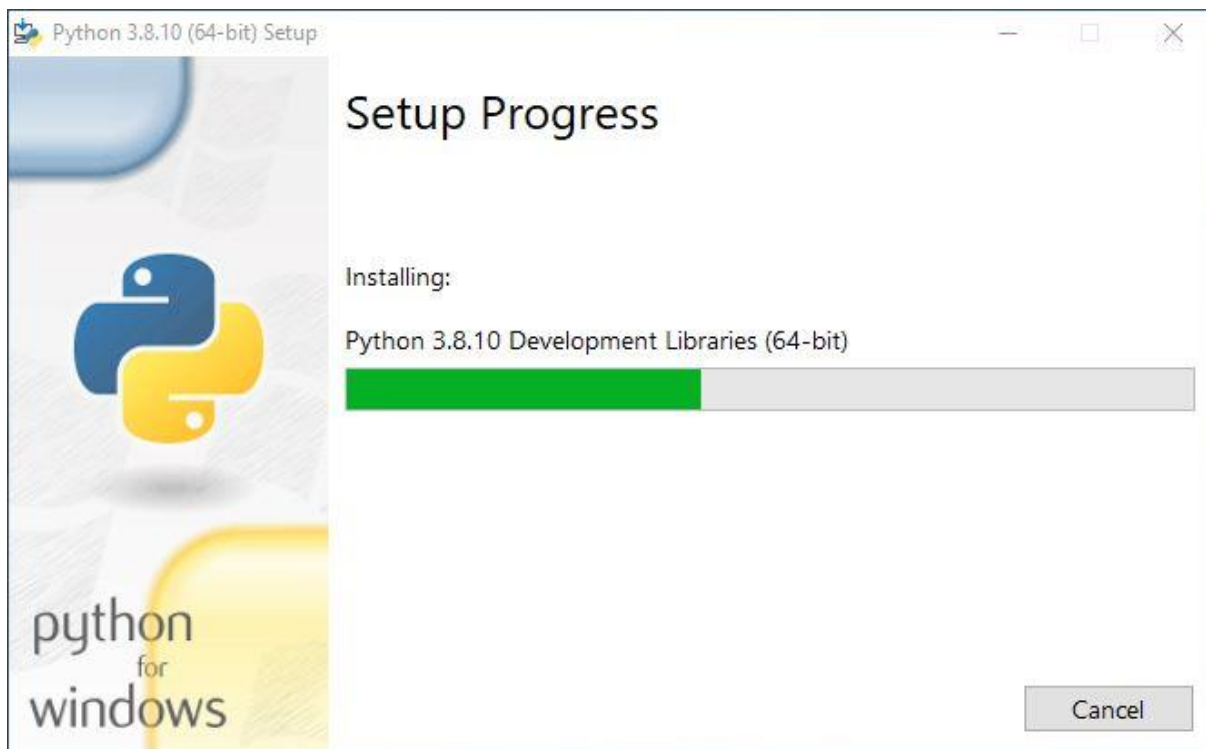 Python 3.8.10 (64-bit) Setup
Setup Progress
Installing:
Python 3.8.10 Development Libraries (64-bit)
python
for
windows
Cancel